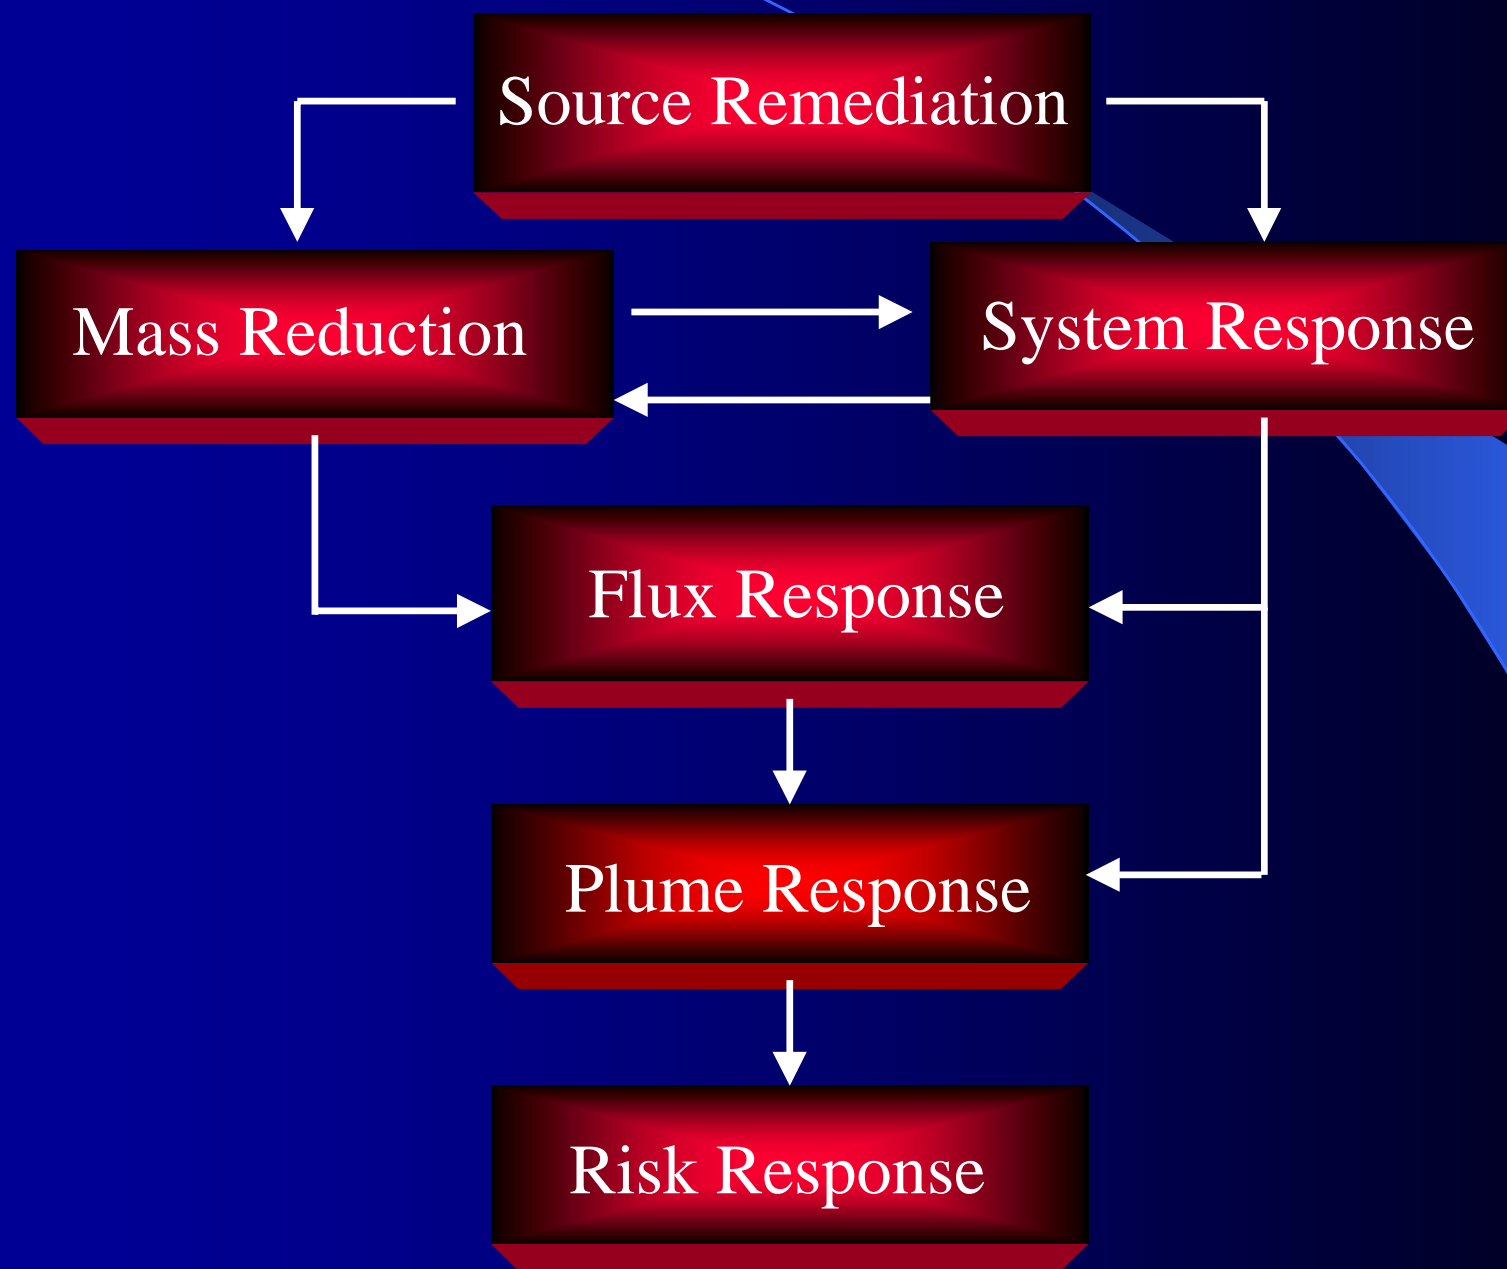 Source Remediation
Mass Reduction
System Response
Flux Response
Plume Response
Risk Response